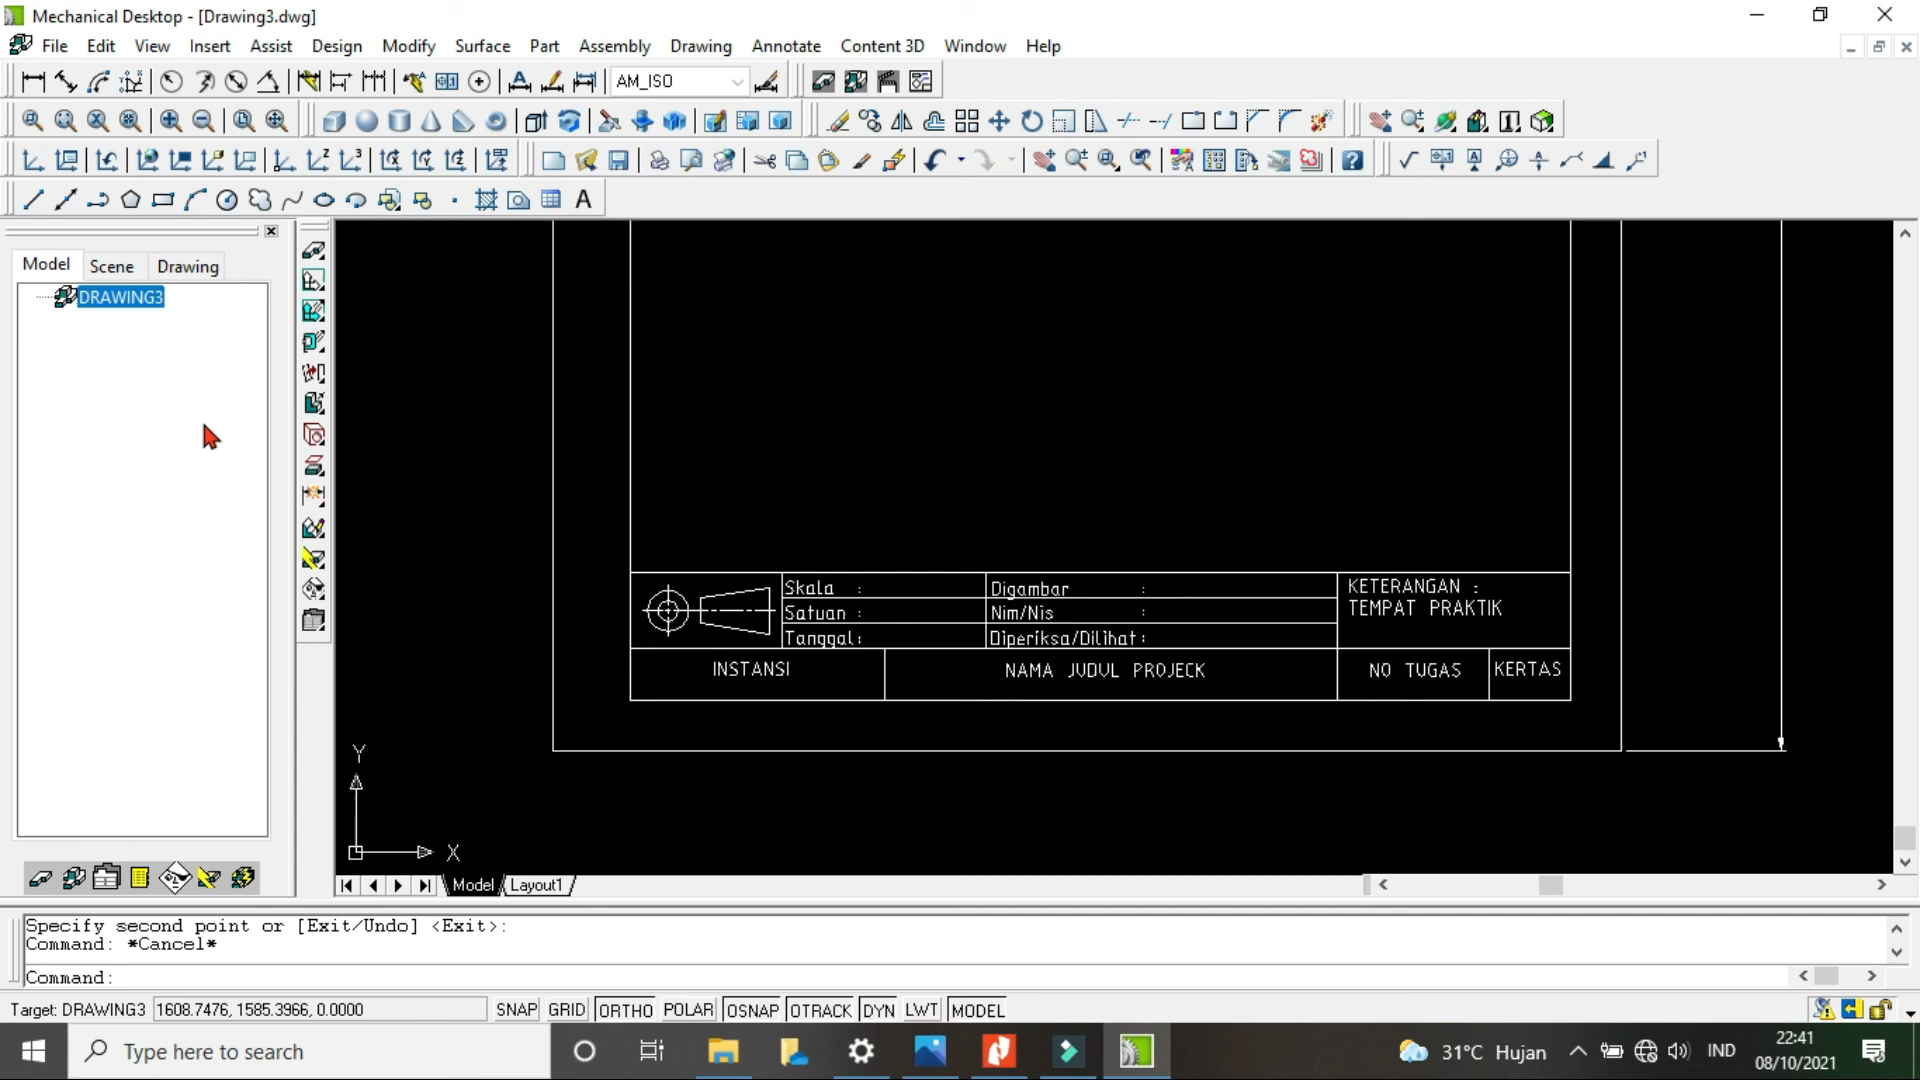 Mechanical Desktop - [Drawing3.dwg]
File Edit View Insert Assist Design Modify Surface Part Assembly Drawing Annotate Content 3D Window Help
AM_ISO
Model Scene Drawing
DRAWING3
Skala : Digambar : KETERANGAN :
Satuan : Nim/Nis : TEMPAT PRAKTIK
Tanggal: Diperiksa/Dilihat:
INSTANSI NAMA JUDUL PROJECK NO TUGAS KERTAS
Y
X
Model Layout1
Specify second point or [Exit/Undo] <Exit>:
Command: *Cancel*
Command:
Target: DRAWING3 1608.7476, 1585.3966, 0.0000 SNAP GRID ORTHO POLAR OSNAP OTRACK DYN LWT MODEL
Type here to search 31°C Hujan IND 22:41
08/10/2021